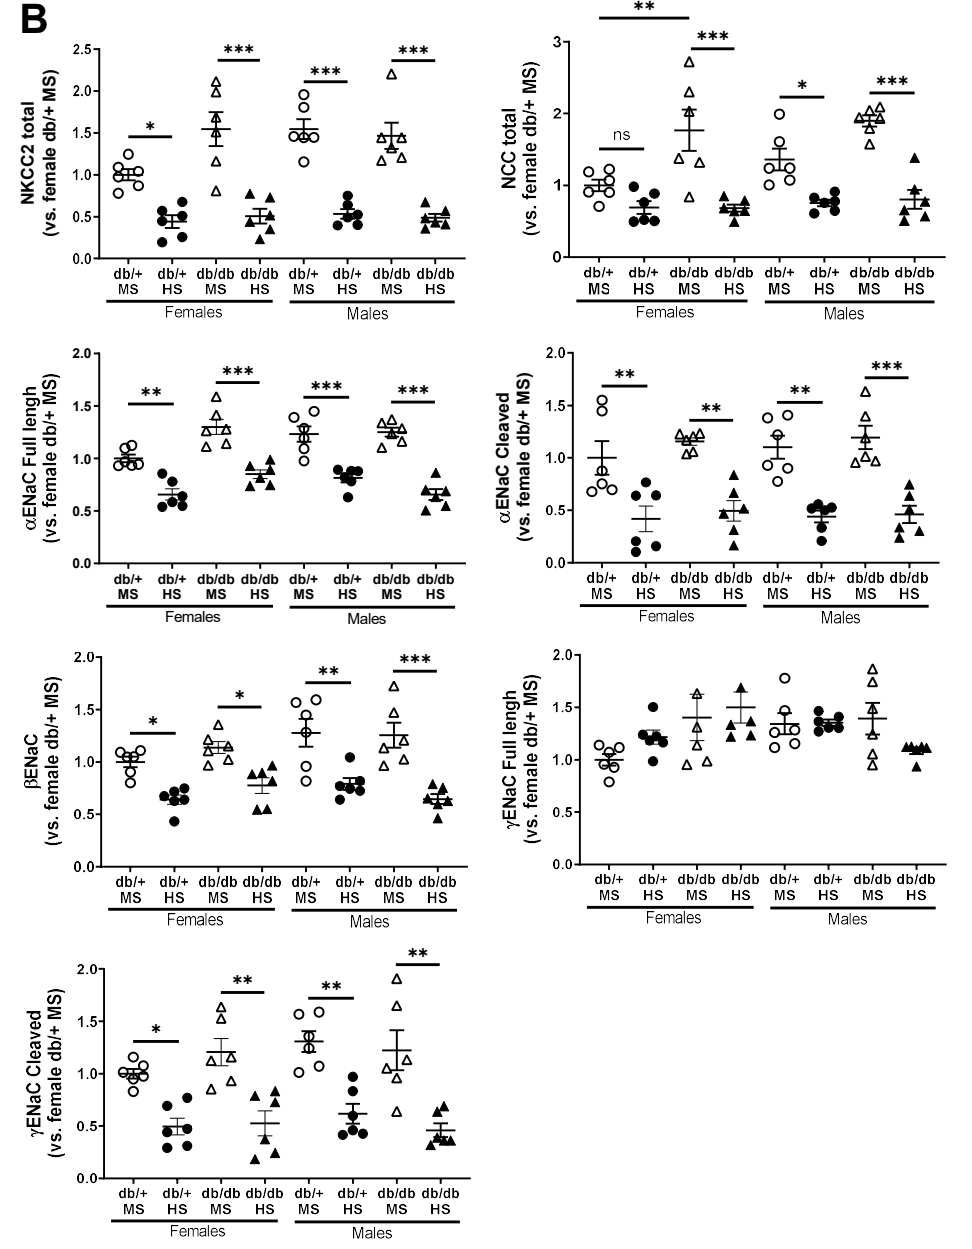 B
NKCC2 total
(vs. female db/+ MS)
2.5
2.0
1.5
1.0
0.5
0.0
*
***
***
***
db/+ db/+ db/db db/db db/+ db/+ db/db db/db
MS HS MS HS MS HS MS HS
Females Males
NCC total
(vs. female db/+ MS)
3
2
1
0
**
***
ns
*
***
db/+ db/+ db/db db/db db/+ db/+ db/db db/db
MS HS MS HS MS HS MS HS
Females Males
αENaC Full lengh
(vs. female db/+ MS)
2.0
1.5
1.0
0.5
0.0
**
***
***
***
db/+ db/+ db/db db/db db/+ db/+ db/db db/db
MS HS MS HS MS HS MS HS
Females Males
αENaC Cleaved
(vs. female db/+ MS)
2.0
1.5
1.0
0.5
0.0
**
**
**
***
db/+ db/+ db/db db/db db/+ db/+ db/db db/db
MS HS MS HS MS HS MS HS
Females Males
βENaC
(vs. female db/+ MS)
2.0
1.5
1.0
0.5
0.0
*
*
**
***
db/+ db/+ db/db db/db db/+ db/+ db/db db/db
MS HS MS HS MS HS MS HS
Females Males
γENaC Full lengh
(vs. female db/+ MS)
2.0
1.5
1.0
0.5
0.0
db/+ db/+ db/db db/db db/+ db/+ db/db db/db
MS HS MS HS MS HS MS HS
Females Males
γENaC Cleaved
(vs. female db/+ MS)
2.0
1.5
1.0
0.5
0.0
*
**
**
**
db/+ db/+ db/db db/db db/+ db/+ db/db db/db
MS HS MS HS MS HS MS HS
Females Males